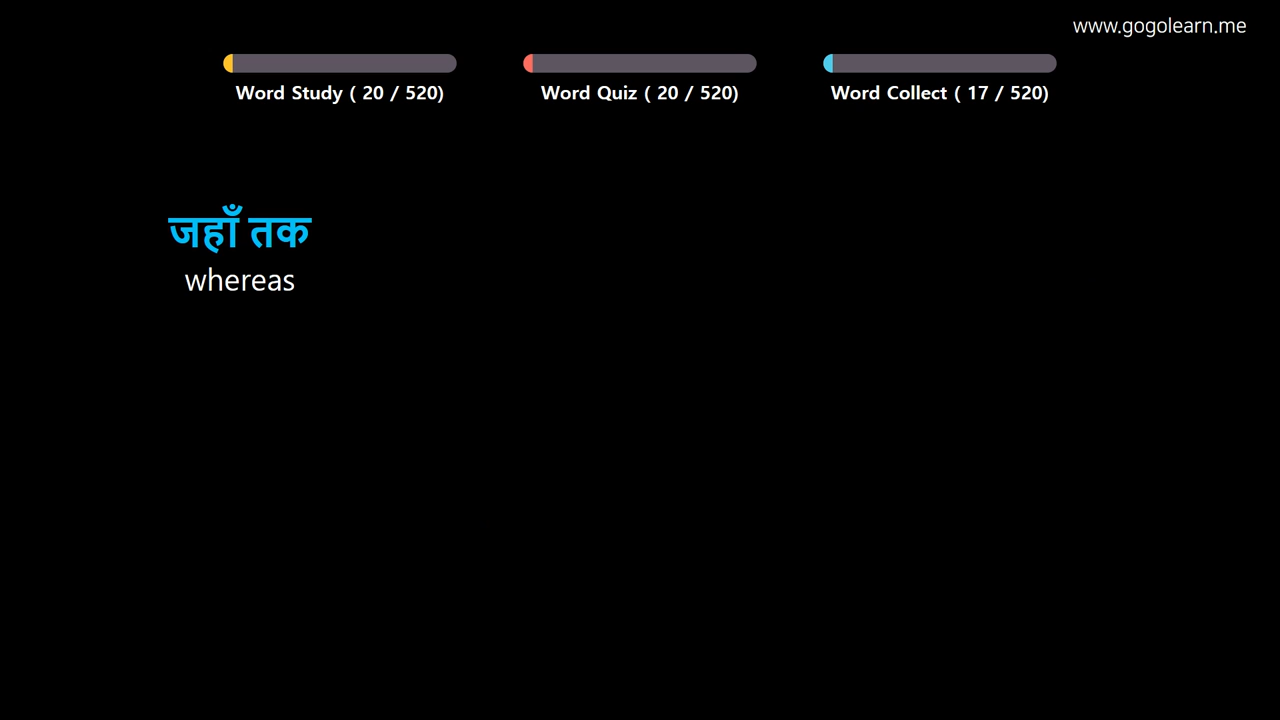 www.gogolearn.me
Word Study ( 20 / 520)
Word Quiz ( 20 / 520)
Word Collect ( 17 / 520)
जहाँ तक
whereas